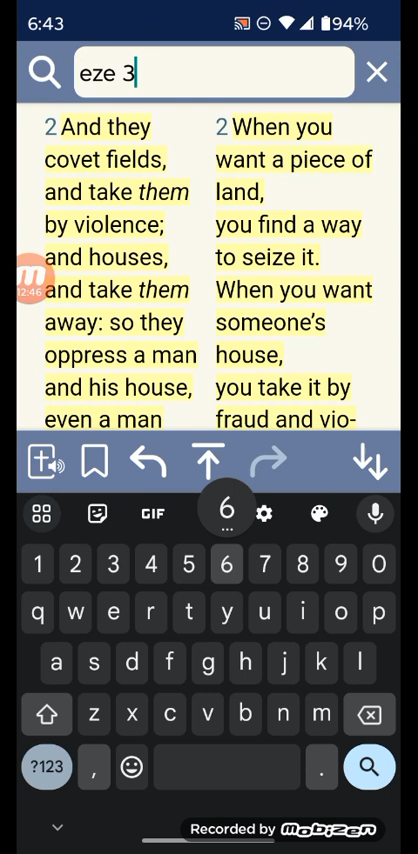 6:43
94%
eze 3
2 And they
covet fields,
and take them
by violence;
and houses,
and take them
away: so they
oppress a man
and his house,
even a man
2 When you
want a piece of
land,
you find a way
to seize it.
When you want
someone’s
house,
you take it by
fraud and vio-
12:46
GIF
6
...
1 2 3 4 5 6 7 8 9 0
q w e r t y u i o p
a s d f g h j k l
z x c v b n m
?123 , .
Recorded by mobizen